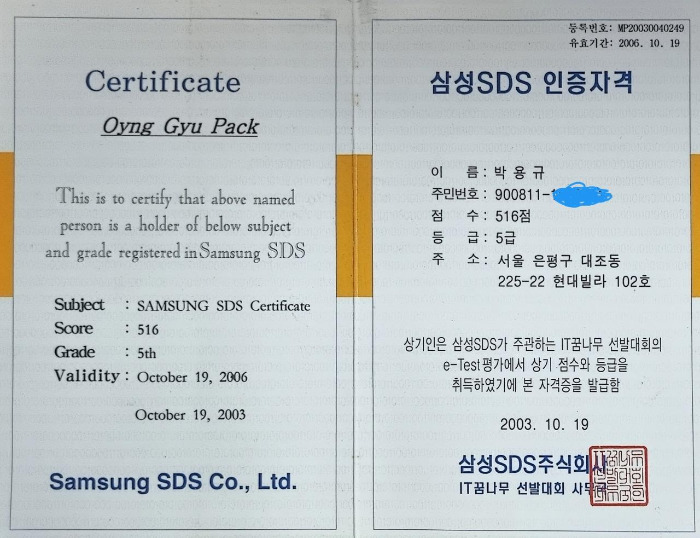 Certificate
Oyng Gyu Pack
This is to certify that above named
person is a holder of below subject
and grade registered in Samsung SDS
Subject : SAMSUNG SDS Certificate
Score : 516
Grade : 5th
Validity : October 19, 2006
October 19, 2003
Samsung SDS Co., Ltd.
등록번호: MP20030040249
유효기간: 2006. 10. 19
삼성SDS 인증자격
이 름 : 박 용 규
주민번호 : 900811-
점 수 : 516점
등 급 : 5급
주 소 : 서울 은평구 대조동
225-22 현대빌라 102호
상기인은 삼성SDS가 주관하는 IT꿈나무 선발대회의
e-Test평가에서 상기 점수와 등급을
취득하였기에 본 자격증을 발급함
2003. 10. 19
삼성SDS주식회사
IT꿈나무 선발대회 사무국